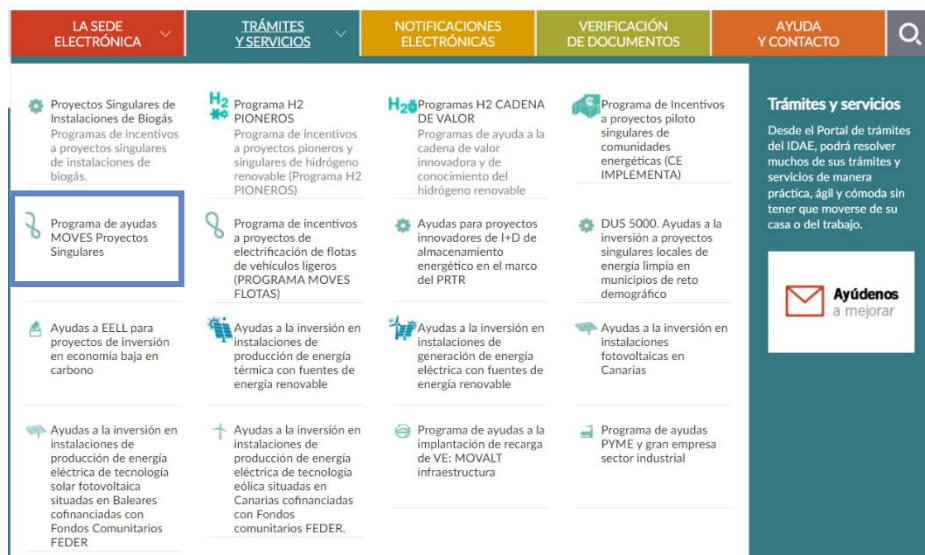 LA SEDE
ELECTRÓNICA
TRÁMITES
Y SERVICIOS
NOTIFICACIONES
ELECTRÓNICAS
VERIFICACIÓN
DE DOCUMENTOS
AYUDA
Y CONTACTO
Proyectos Singulares de
Instalaciones de Biogás
Programas de incentivos
a proyectos singulares
de instalaciones de
biogás.
H2
Programa H2
PIONEROS
Programa de incentivos
a proyectos pioneros y
singulares de hidrógeno
renovable (Programa H2
PIONEROS)
H2
Programas H2 CADENA
DE VALOR
Programas de ayuda a la
cadena de valor
innovadora y de
conocimiento del
hidrógeno renovable
Programa de Incentivos
a proyectos piloto
singulares de
comunidades
energéticas (CE
IMPLEMENTA)
Programa de ayudas
MOVES Proyectos
Singulares
Programa de incentivos
a proyectos de
electrificación de flotas
de vehículos ligeros
(PROGRAMA MOVES
FLOTAS)
Ayudas para proyectos
innovadores de I+D de
almacenamiento
energético en el marco
del PRTR
DUS 5000. Ayudas a la
inversión a proyectos
singulares locales de
energía limpia en
municipios de reto
demográfico
Ayudas a EELL para
proyectos de inversión
en economía baja en
carbono
Ayudas a la inversión en
instalaciones de
producción de energía
térmica con fuentes de
energía renovable
Ayudas a la inversión en
instalaciones de
generación de energía
eléctrica con fuentes de
energía renovable
Ayudas a la inversión en
instalaciones
fotovoltaicas en
Canarias
Ayudas a la inversión en
instalaciones de
producción de energía
eléctrica de tecnología
solar fotovoltaica
situadas en Baleares
cofinanciadas con
Fondos Comunitarios
FEDER
Ayudas a la inversión en
instalaciones de
producción de energía
eléctrica de tecnología
eólica situadas en
Canarias cofinanciadas
con Fondos
comunitarios FEDER.
Programa de ayudas a la
implantación de recarga
de VE: MOVALT
infraestructura
Programa de ayudas
PYME y gran empresa
sector industrial
Trámites y servicios
Desde el Portal de trámites
del IDAE, podrá resolver
muchos de sus trámites y
servicios de manera
práctica, ágil y cómoda sin
tener que moverse de su
casa o del trabajo.
Ayúdenos
a mejorar